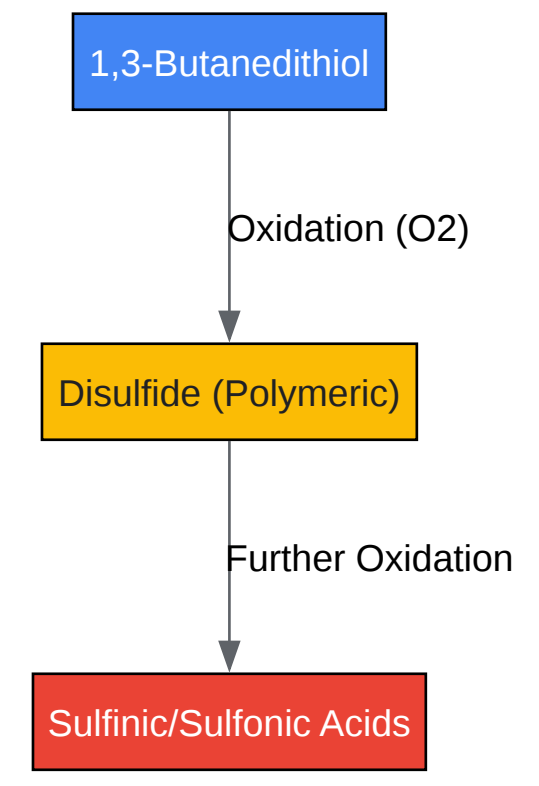 1,3-Butanedithiol
Oxidation (O2)
Disulfide (Polymeric)
Further Oxidation
Sulfinic/Sulfonic Acids